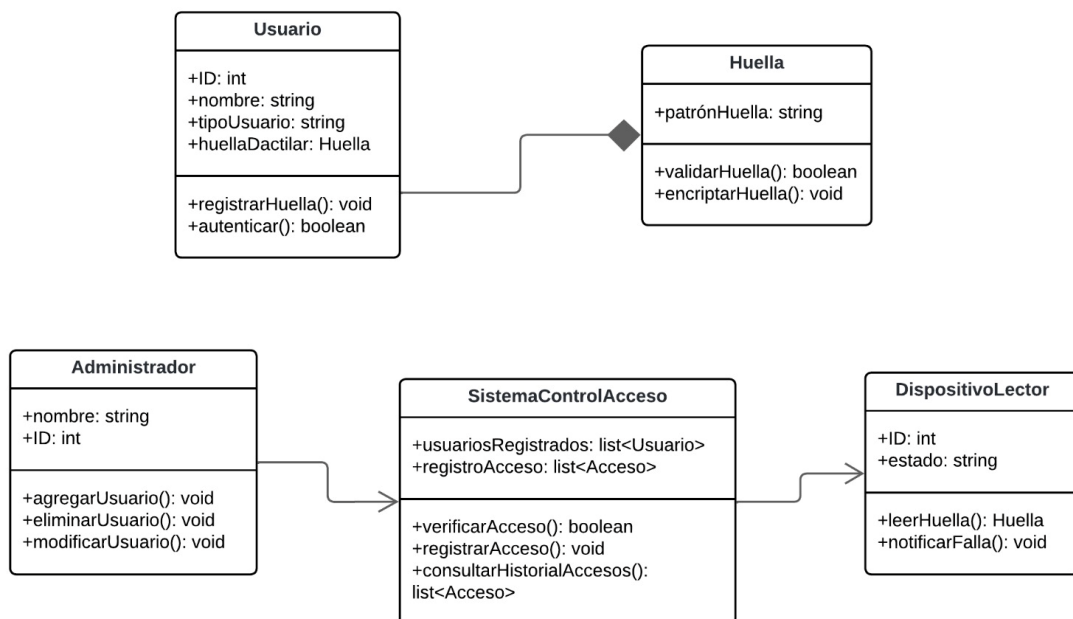 Usuario
+ID: int
+nombre: string
+tipoUsuario: string
+huellaDactilar: Huella
+registrarHuella(): void
+autenticar(): boolean
Huella
+patrónHuella: string
+validarHuella(): boolean
+encriptarHuella(): void
Administrador
+nombre: string
+ID: int
+agregarUsuario(): void
+eliminarUsuario(): void
+modificarUsuario(): void
SistemaControlAcceso
+usuariosRegistrados: list<Usuario>
+registroAcceso: list<Acceso>
+verificarAcceso(): boolean
+registrarAcceso(): void
+consultarHistorialAccesos():
list<Acceso>
DispositivoLector
+ID: int
+estado: string
+leerHuella(): Huella
+notificarFalla(): void